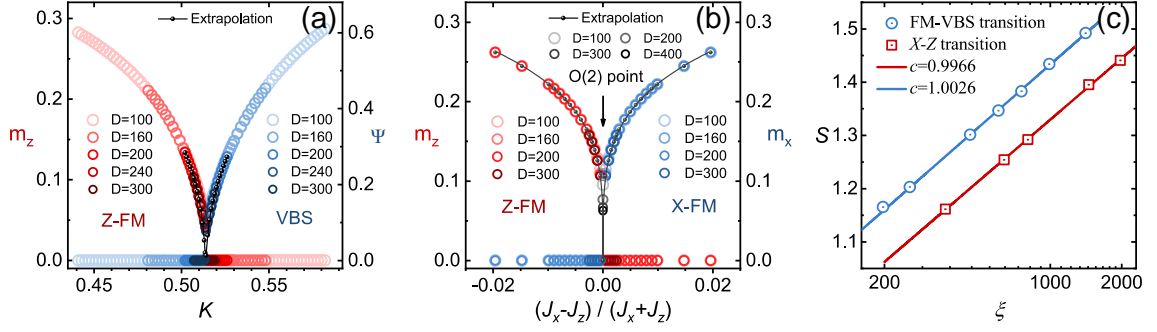 (a)
Extrapolation
0.3
0.2
0.1
0.0
m_z
D=100
D=160
D=200
D=240
D=300
Z-FM
D=100
D=160
D=200
D=240
D=300
VBS
0.6
0.4
0.2
0.0
Ψ
0.45 0.50 0.55
K
(b)
Extrapolation
D=100 D=200
D=300 D=400
O(2) point
0.3
0.2
0.1
0.0
m_z
D=100
D=160
D=200
D=300
Z-FM
D=100
D=160
D=200
D=300
X-FM
0.3
0.2
0.1
0.0
m_x
-0.02 0.00 0.02
(J_x-J_z) / (J_x+J_z)
(c)
FM-VBS transition
X-Z transition
c=0.9966
c=1.0026
1.5
1.4
1.3
1.2
1.1
S
200 1000 2000
ξ